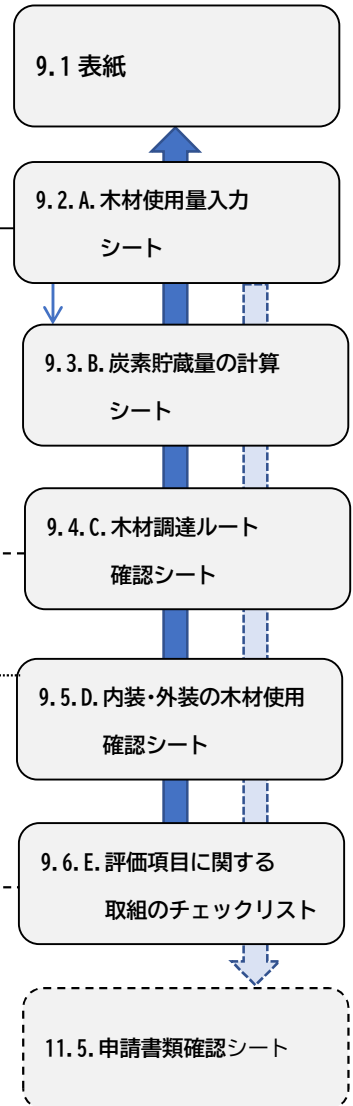 9.1 表紙
9.2.A.木材使用量入力
シート
9.3.B.炭素貯蔵量の計算
シート
9.4.C.木材調達ルート
確認シート
9.5.D.内装・外装の木材使用
確認シート
9.6.E.評価項目に関する
取組のチェックリスト
11.5.申請書類確認シート